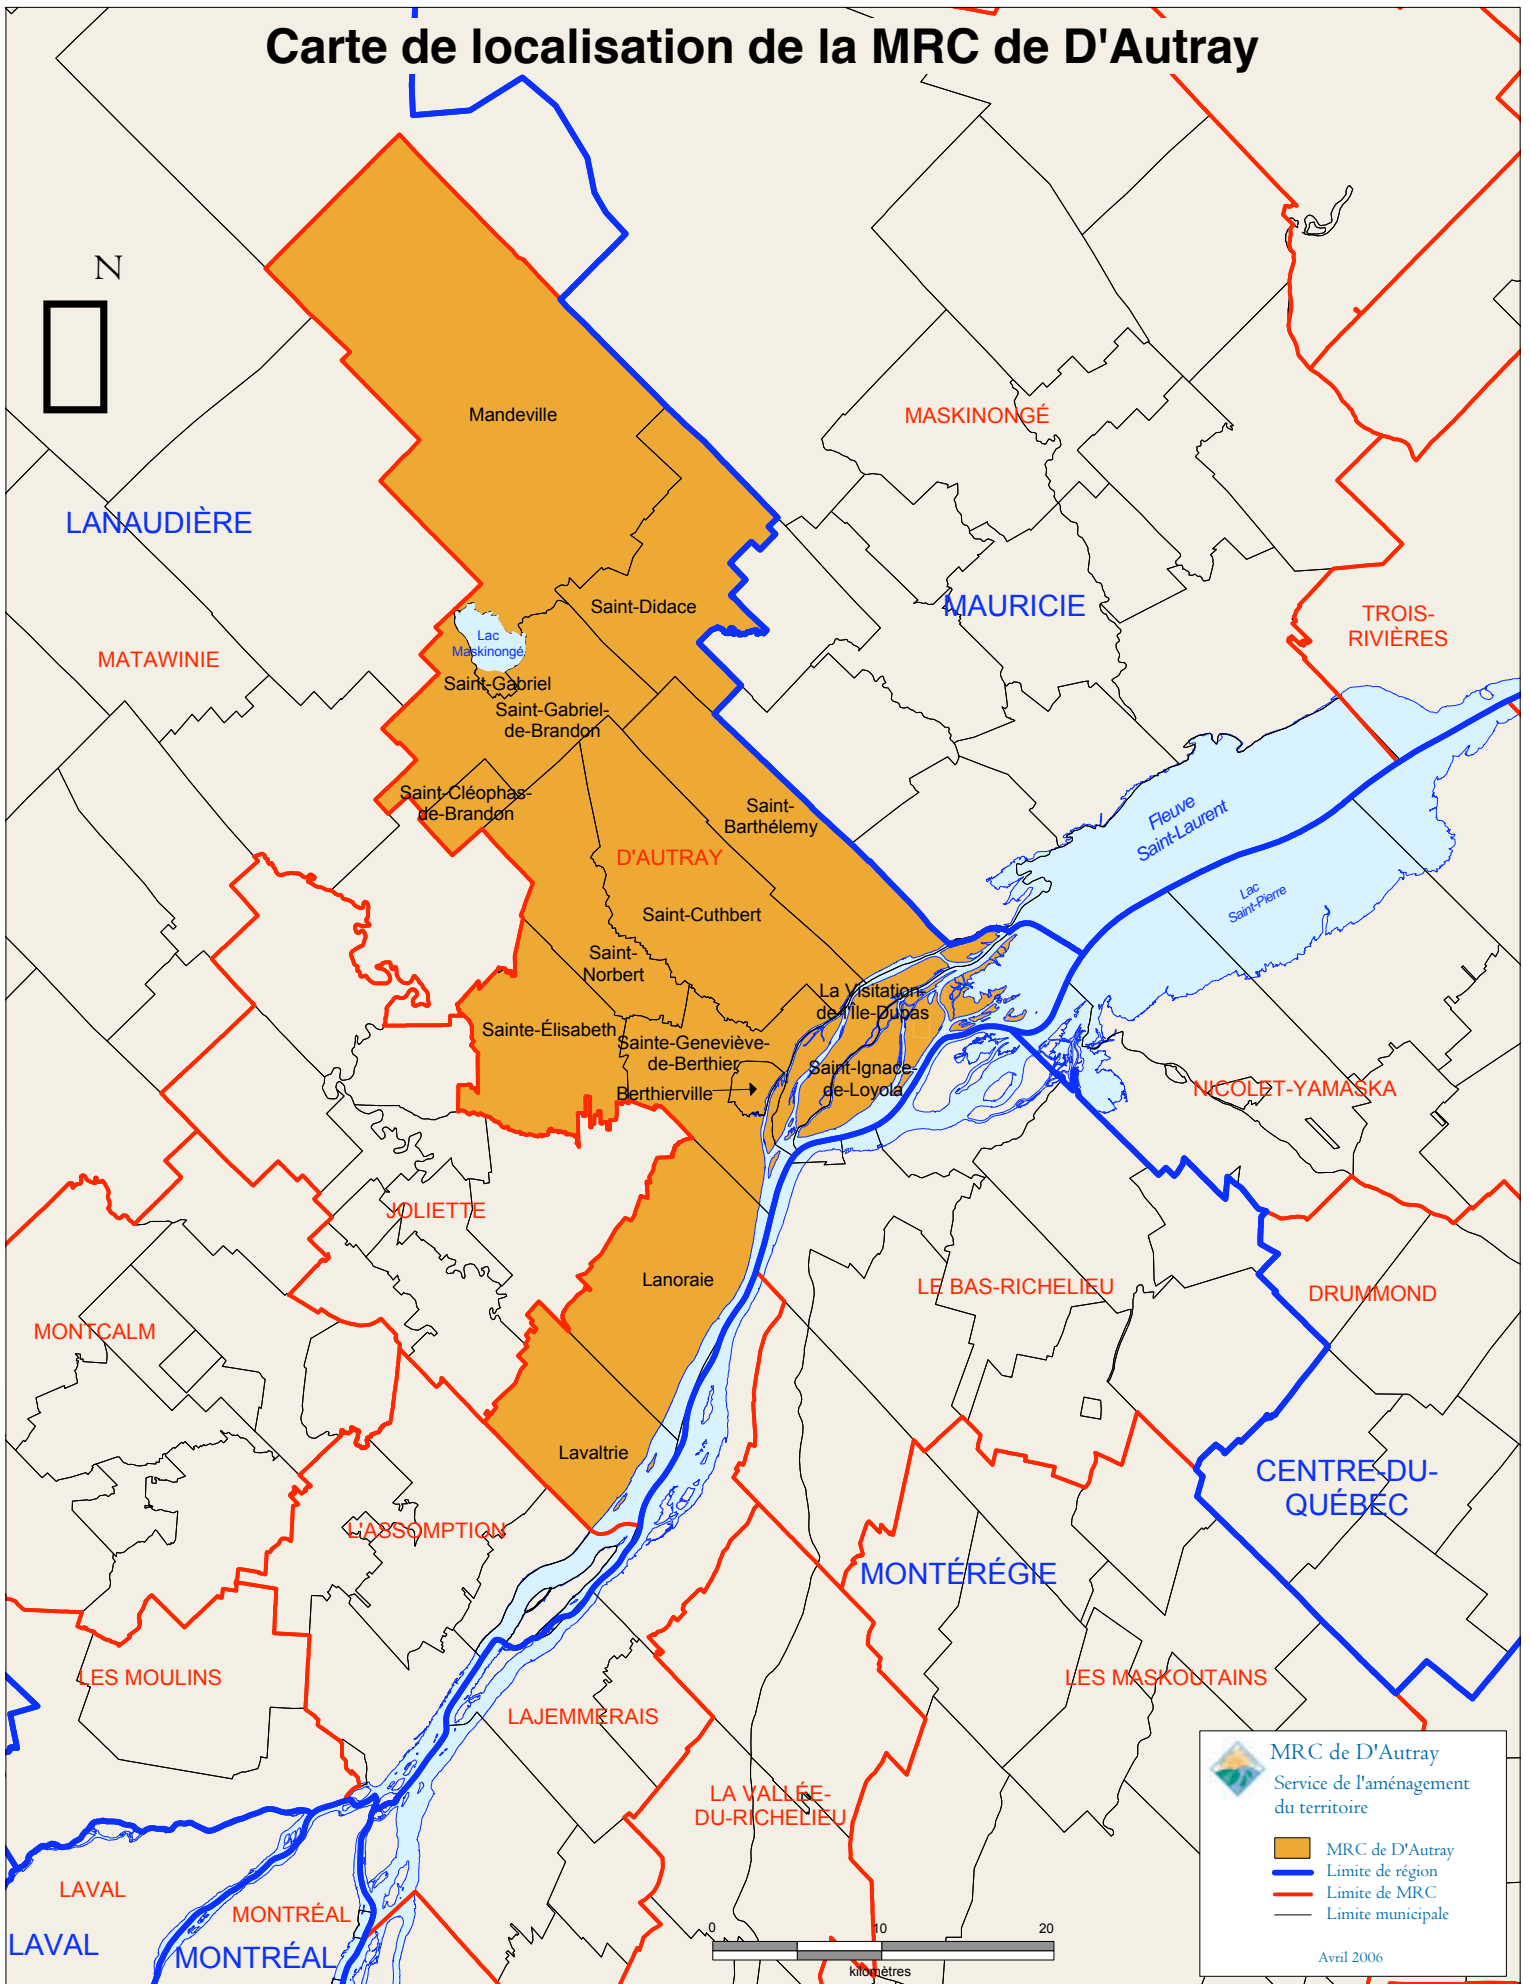 Carte de localisation de la MRC de D'Autray
N
Mandeville
MASKINONGÉ
LANAUDIÈRE
MAURICIE
Saint-Didace
TROIS-
RIVIÈRES
Lac
Maskinongé
MATAWINIE
Saint-Gabriel
Saint-Gabriel-
de-Brandon
Saint-Cléophas-
de-Brandon
Saint-
Barthélemy
Fleuve
Saint-Laurent
D'AUTRAY
Lac
Saint-Pierre
Saint-Cuthbert
Saint-
Norbert
La Visitation-
de-l'Île-Dupas
Sainte-Élisabeth
Sainte-Geneviève-
de-Berthier
Saint-Ignace-
de-Loyola
Berthierville
NICOLET-YAMASKA
JOLIETTE
Lanoraie
LE BAS-RICHELIEU
DRUMMOND
MONTCALM
Lavaltrie
CENTRE-DU-
QUÉBEC
L'ASSOMPTION
MONTÉRÉGIE
LES MOULINS
LES MASKOUTAINS
LAJEMMERAIS
LA VALLÉE-
DU-RICHELIEU
LAVAL
MONTRÉAL
LAVAL
MONTRÉAL
0 10 20
kilomètres
MRC de D'Autray
Service de l'aménagement
du territoire
MRC de D'Autray
Limite de région
Limite de MRC
Limite municipale
Avril 2006